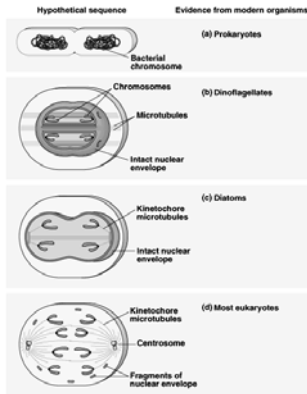 Hypothetical sequence
Evidence from modern organisms
(a) Prokaryotes
Bacterial
chromosome
Chromosomes
(b) Dinoflagellates
Microtubules
Intact nuclear
envelope
(c) Diatoms
Kinetochore
microtubules
Intact nuclear
envelope
(d) Most eukaryotes
Kinetochore
microtubules
Centrosome
Fragments of
nuclear envelope